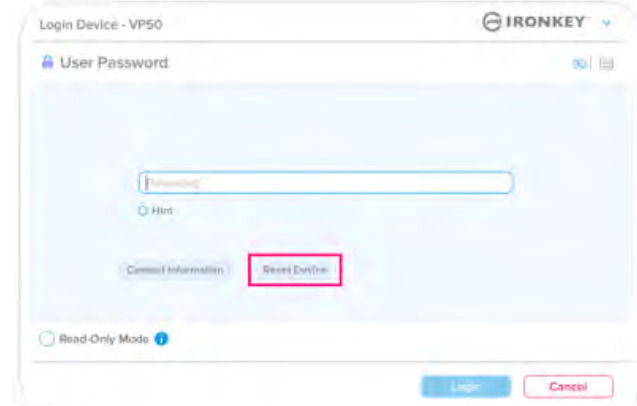 Login Device - VP50
IRONKEY
User Password
Password
Hint
Contact Information
Reset Device
Read-Only Mode
Login
Cancel